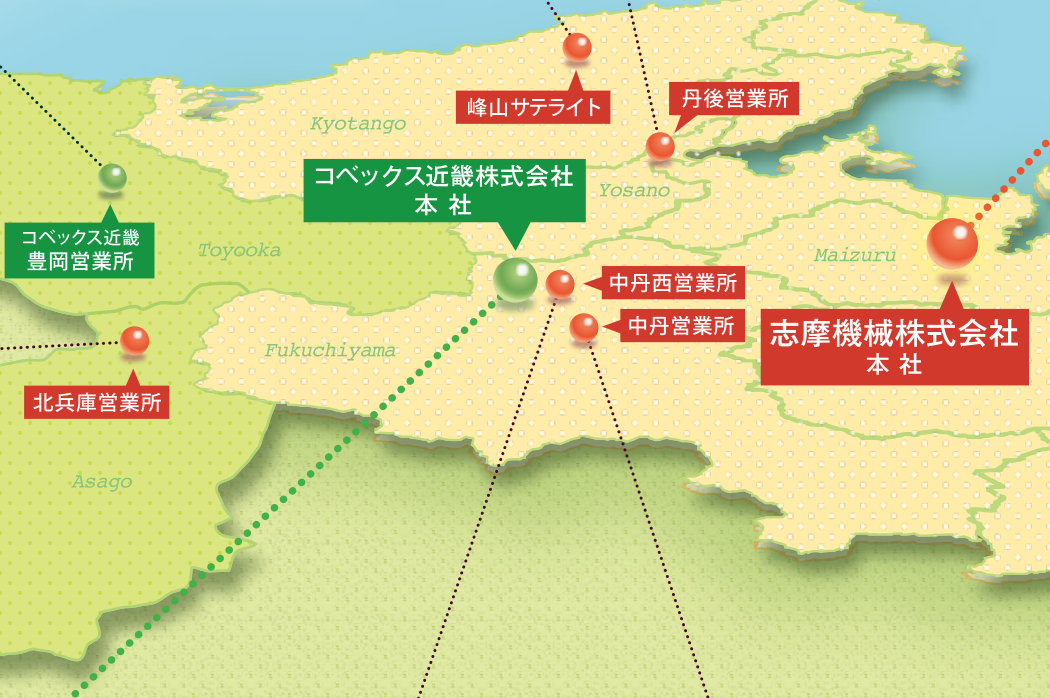 峰山サテライト
丹後営業所
Kyotango
コベックス近畿株式会社
本 社
Yosano
コベックス近畿
豊岡営業所
Toyooka
Maizuru
中丹西営業所
中丹営業所
志摩機械株式会社
本 社
Fukuchiyama
北兵庫営業所
Asago